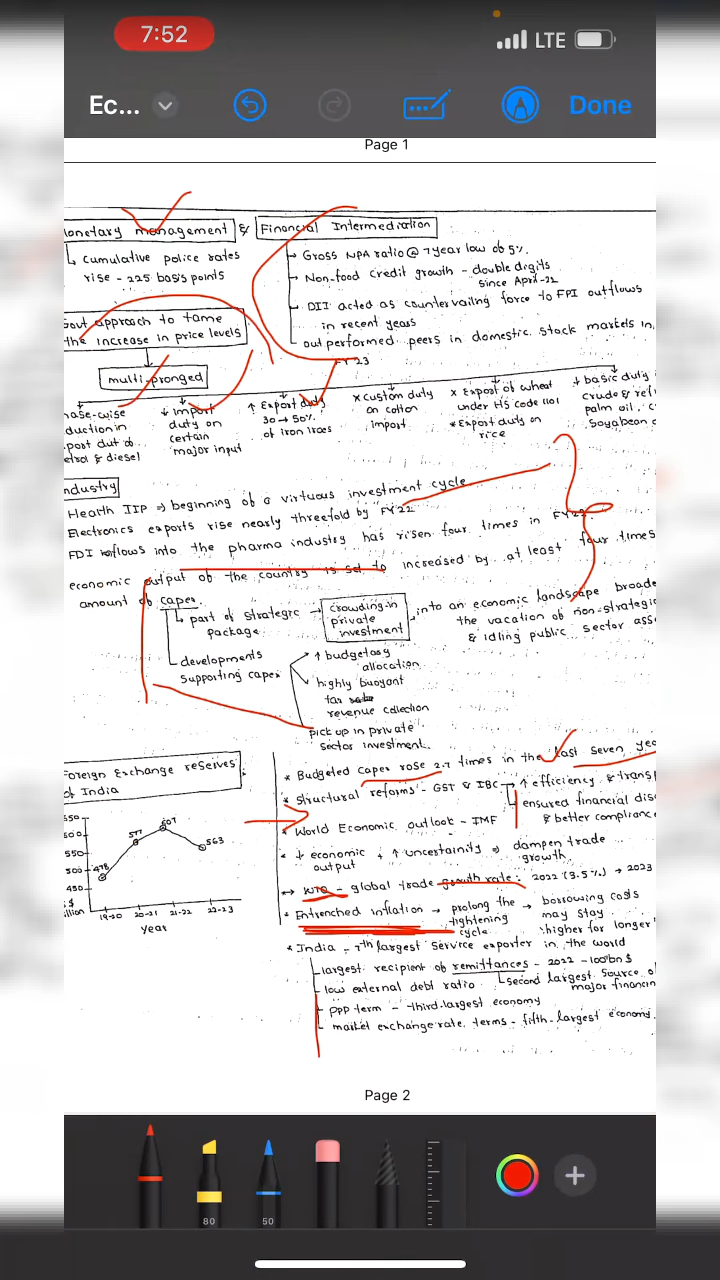 7:52
LTE
Ec...
Done
Page 1
onetary management & Financial Intermediation
cumulative police rates
rise - 225 basis points
Gross NPA ratio @ 7 year low of 5%
Non-food credit growth - double digits
since April-22
DII acted as countervailing force to FPI outflows
in recent years
out performed peers in domestic stock markets in
FY23
Govt approach to tame
the increase in price levels
multi-pronged
hase-wise
duction in
port dut
etrol & diesel
↓ import
duty on
certain
major input
↑ Export duty
30 → 50%
of iron
* custom duty
on cotton
import
* Export of wheat
under HS code 1101
* Export duty on
rice
↓ basic duty
crude & ref
palm oil,
Soyabean
ndustry
Health IIP ⇒ beginning of a virtuous investment cycle
Electronics exports rise nearly threefold by FY22
FDI inflows into the pharma industry has risen four times in FY22
economic output of the country is set to increased by at least four times
amount of capex.
part of strategic
package
→ crowding-in
private
investment
into an economic landscape broade
the vacation of non-strategic
& idling public sector asse
developments
supporting capex
↑ budgetary
allocation
highly buoyant
tax
revenue collection
pick up in private
sector investment.
Foreign Exchange reserves
of India
550
500
450
478
577
607
563
19-20 20-21 21-22 22-23
year
* Budgeted capex rose 2.7 times in the last seven yea
* structural reforms - GST & IBC → ↑ efficiency & transp
ensured financial dis
& better compliance
* World Economic outlook - IMF
* ↓ economic
output + ↑ uncertainity ⇒ dampen trade
growth.
↔ WTO - global trade growth rate: 2022 (3.5%) → 2023
* Entrenched inflation → prolong the
tightening
cycle
→ borrowing costs
may stay
higher for longer
* India - 7th largest service exporter in the world
largest recipient of remittances - 2022 - 100bn$
low external debt ratio
second largest source of
major financin
PPP term - third-largest economy
market exchange rate terms - fifth-largest economy.
Page 2
80
50